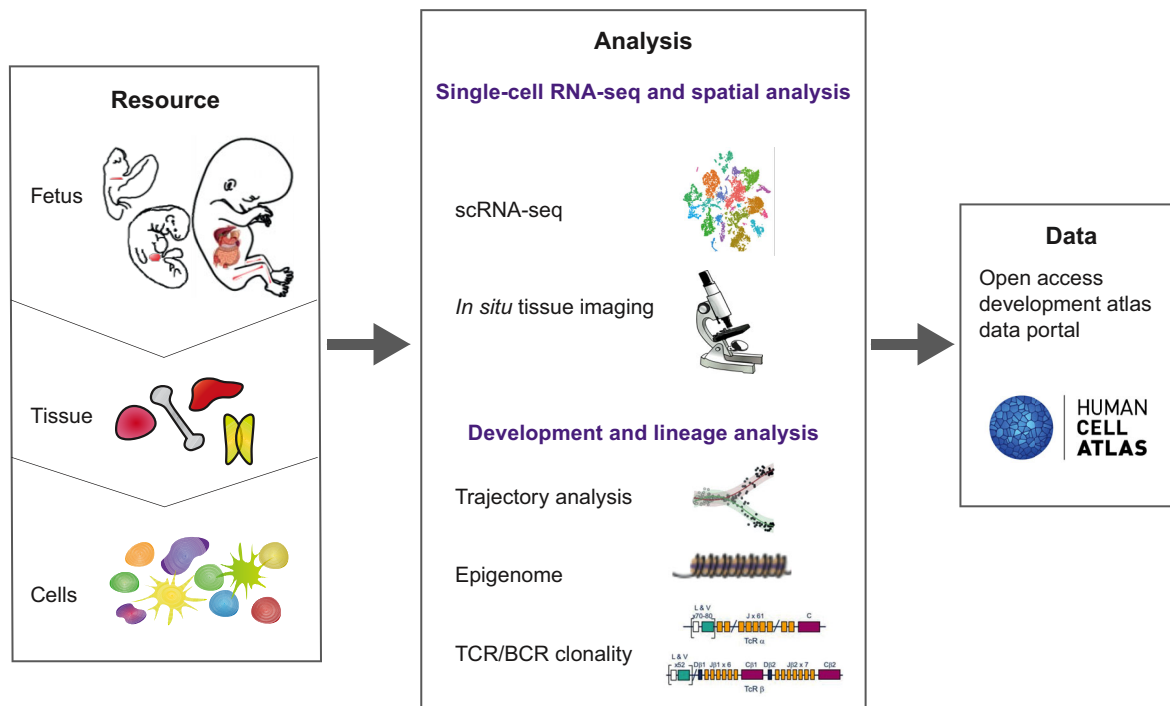 Resource
Fetus
Tissue
Cells
Analysis
Single-cell RNA-seq and spatial analysis
scRNA-seq
In situ tissue imaging
Development and lineage analysis
Trajectory analysis
Epigenome
TCR/BCR clonality
L & V
x70-80
J x 61
C
TcR α
L & V
x52
Dβ1
Jβ1 x 6
Cβ1
Dβ2
Jβ2 x 7
Cβ2
TcR β
Data
Open access
development atlas
data portal
HUMAN
CELL
ATLAS